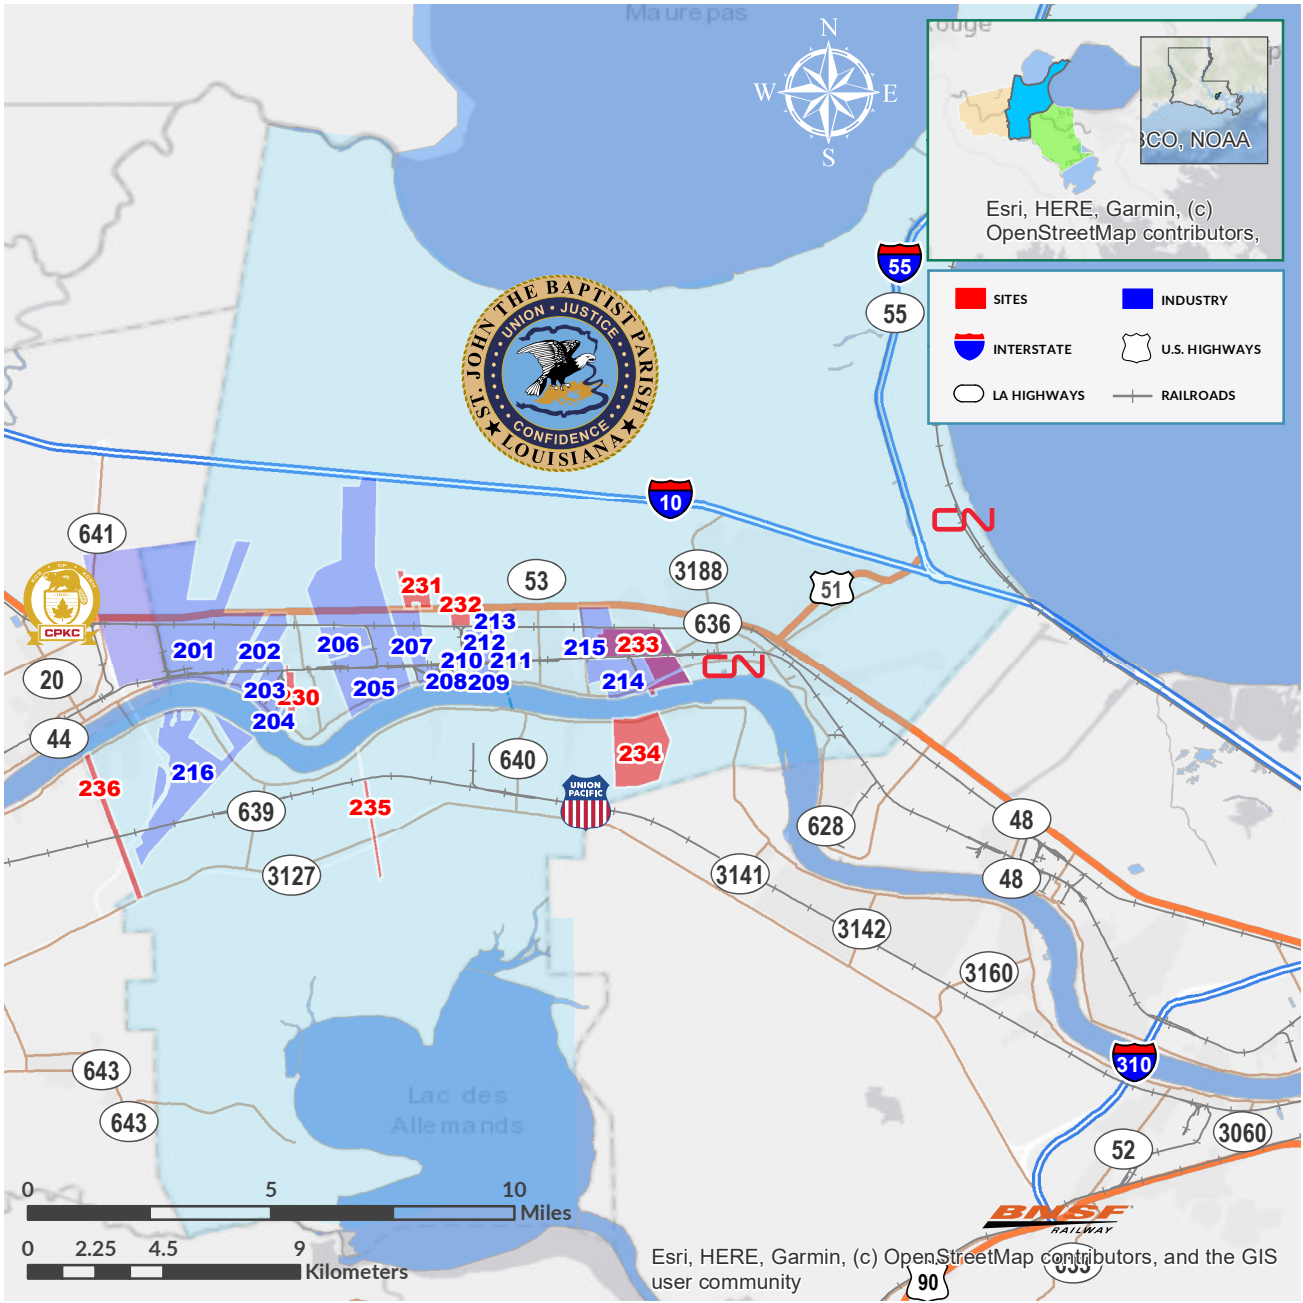 Maurepas
N
W
E
S
ouge
BCO, NOAA
Esri, HERE, Garmin, (c)
OpenStreetMap contributors,
SITES
INDUSTRY
INTERSTATE
U.S. HIGHWAYS
LA HIGHWAYS
RAILROADS
55
55
ST. JOHN THE BAPTIST PARISH
UNION • JUSTICE
CONFIDENCE
★ LOUISIANA ★
10
641
CN
CPKC
53
3188
51
636
231
232
213
201
202
206
207
212
215
233
210
211
CN
20
203
230
205
208
209
214
204
44
216
640
234
236
235
UNION
PACIFIC
639
628
48
3127
3141
48
3142
3160
643
643
310
Lac des
Allemands
52
3060
0
5
10
Miles
0
2.25
4.5
9
Kilometers
BNSF
RAILWAY
Esri, HERE, Garmin, (c) OpenStreetMap contributors, and the GIS
user community
90